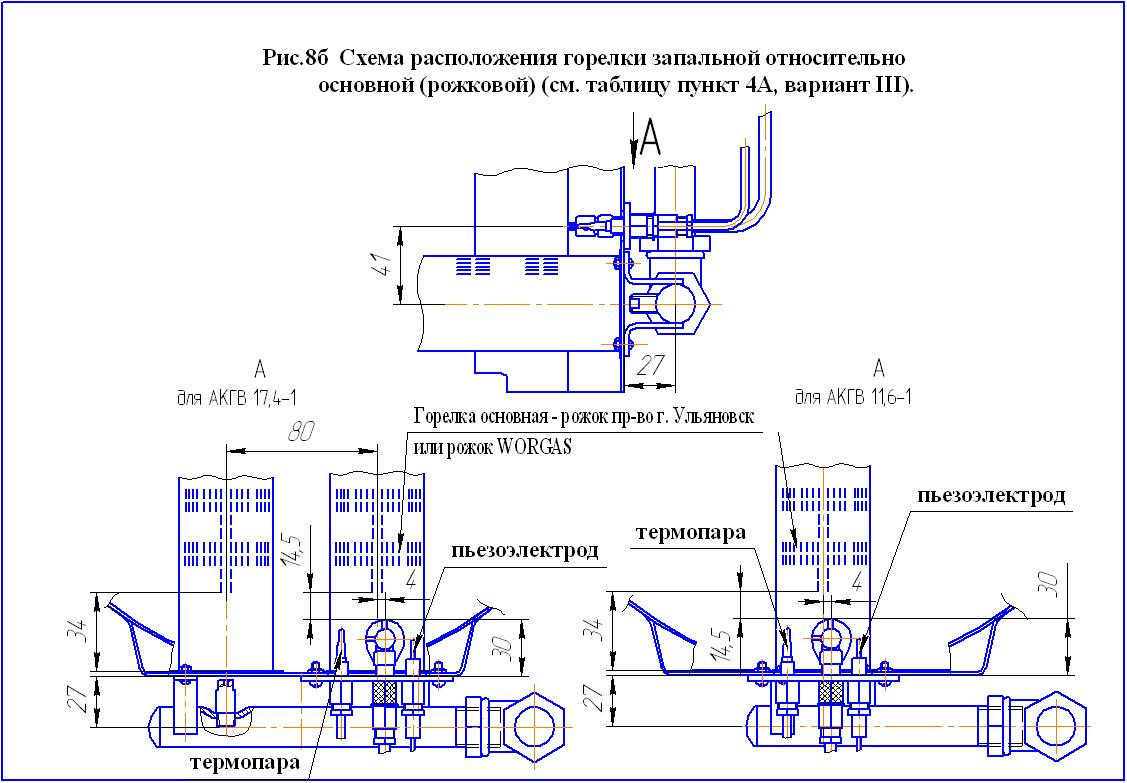 Рис.8б Схема расположения горелки запальной относительно
основной (рожковой) (см. таблицу пункт 4А, вариант III).
А
41
27
А
для АКГВ 17,4-1
А
для АКГВ 11,6-1
Горелка основная - рожок пр-во г. Ульяновск
или рожок WORGAS
80
пьезоэлектрод
термопара
пьезоэлектрод
14,5
4
34
30
27
термопара
4
30
34
14,5
27